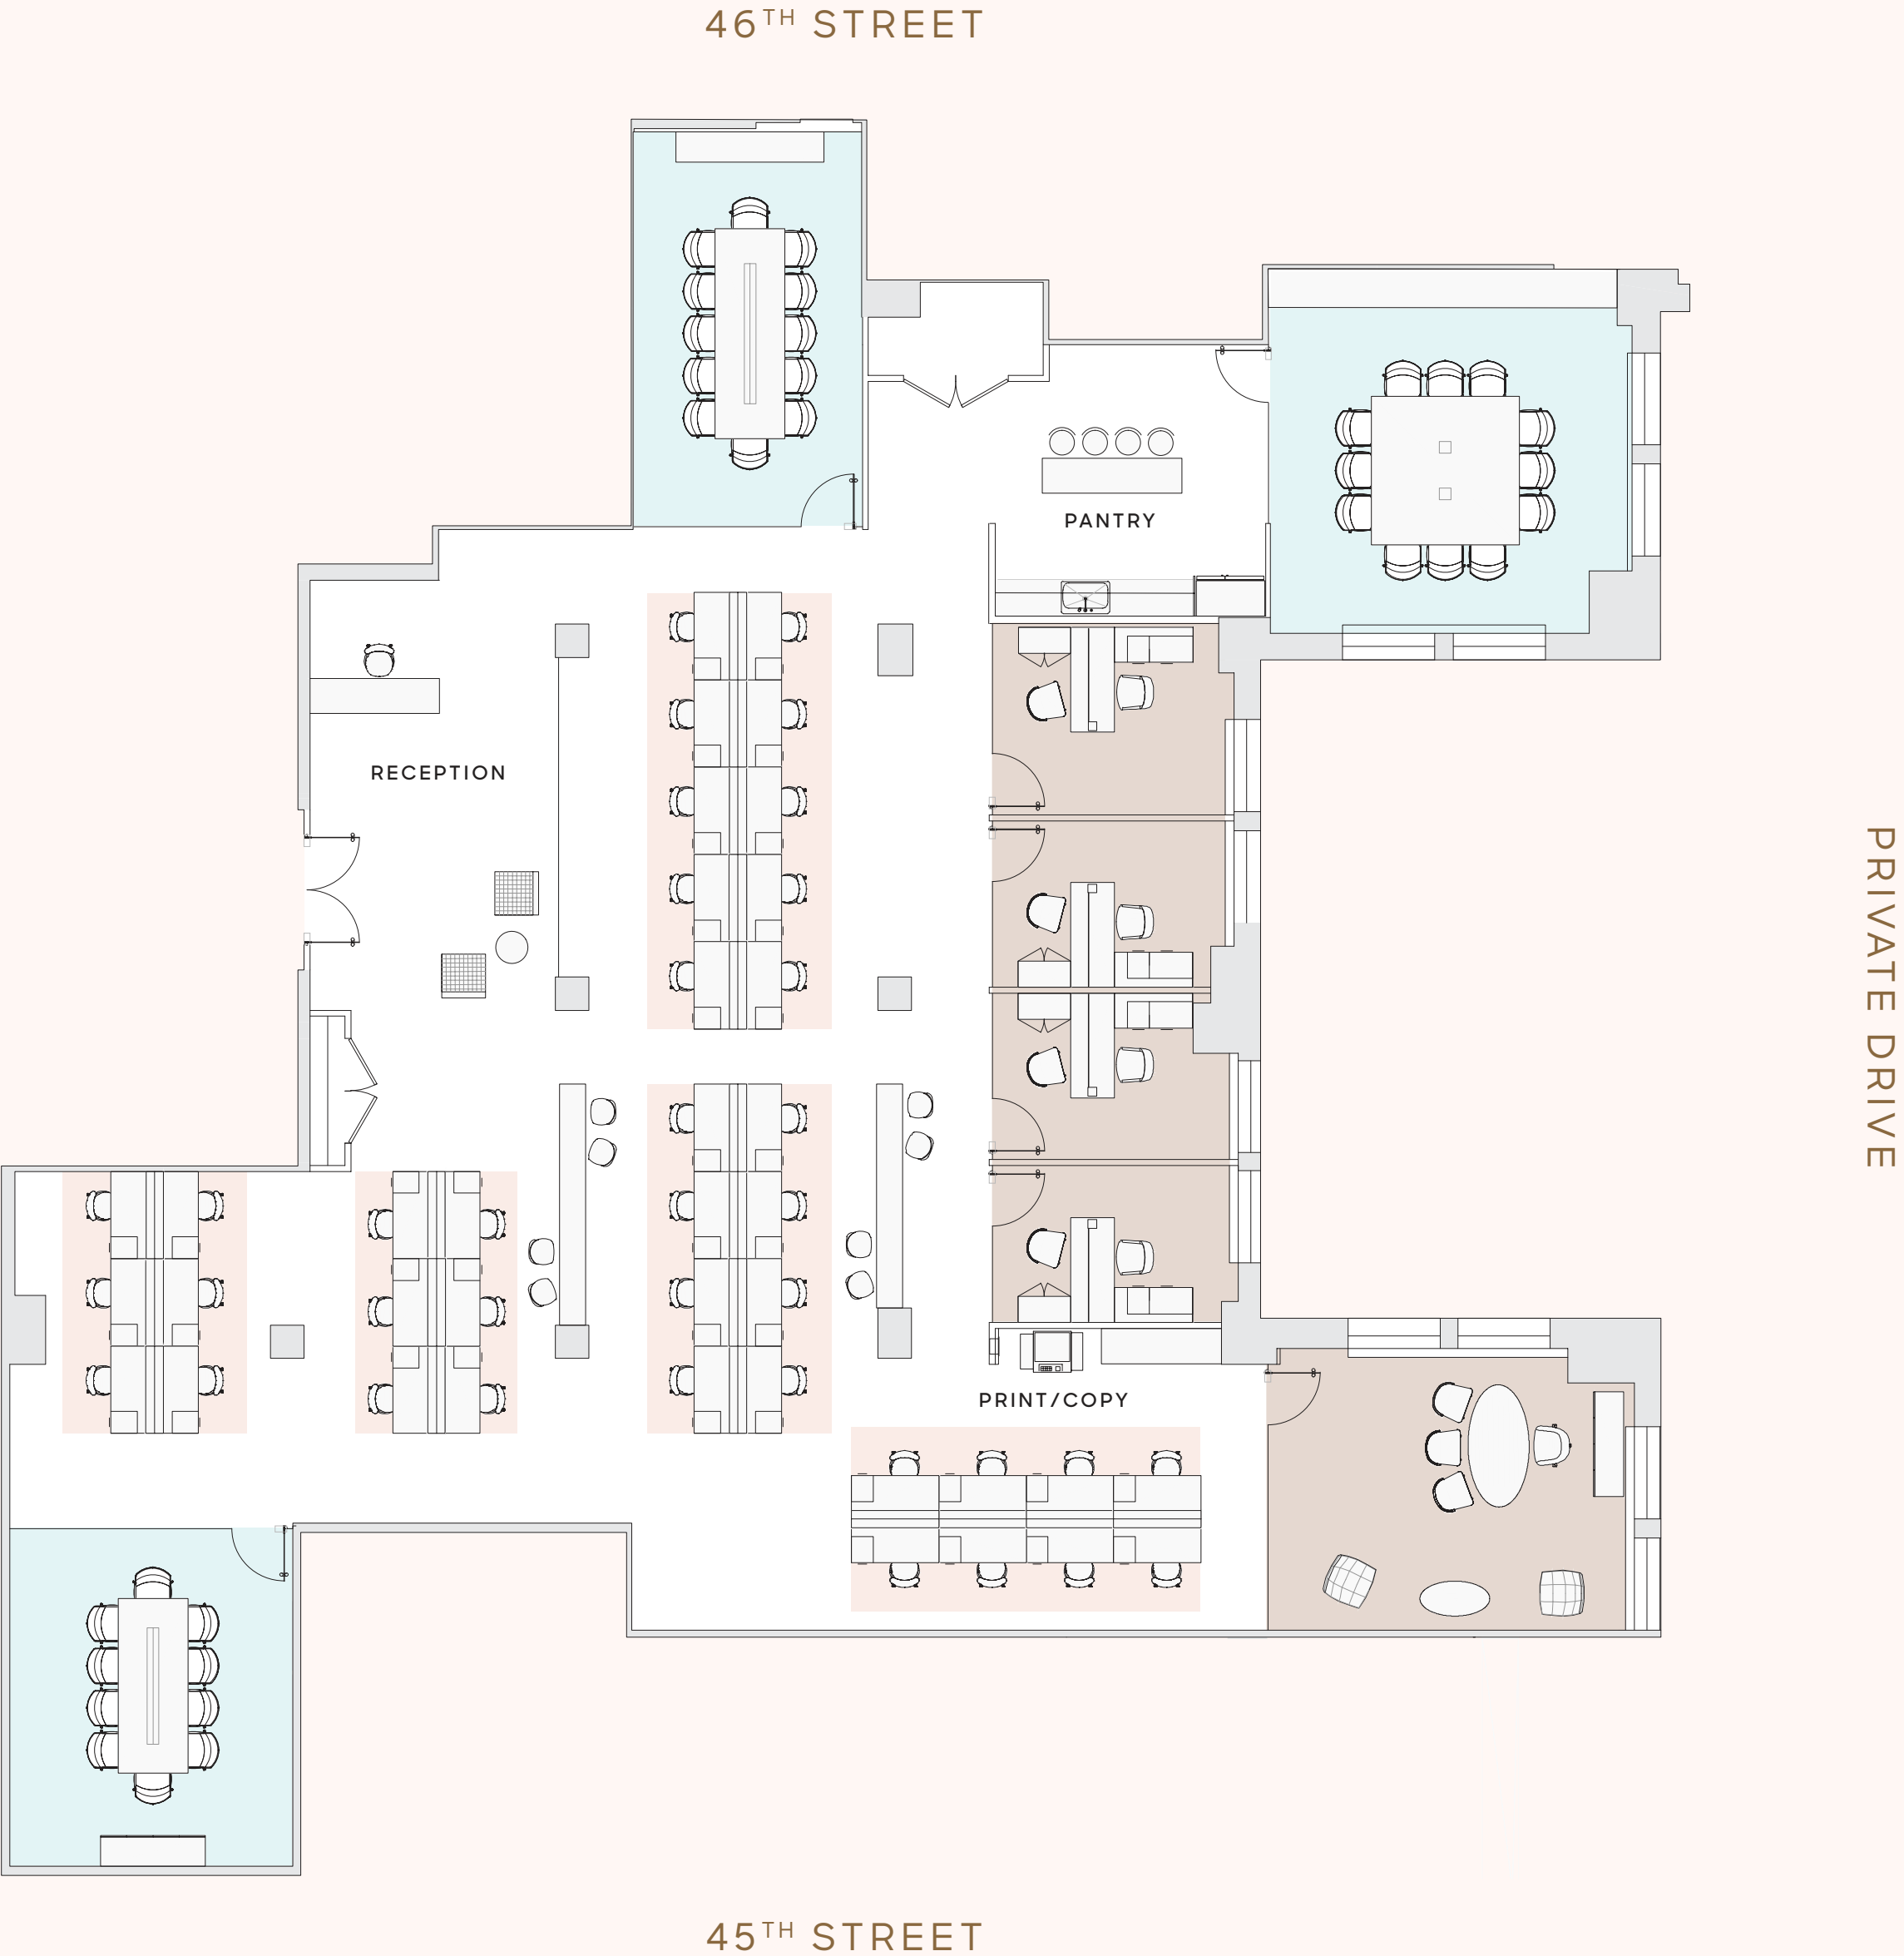 46TH STREET
PANTRY
RECEPTION
PRIVATE DRIVE
PRINT/COPY
45TH STREET